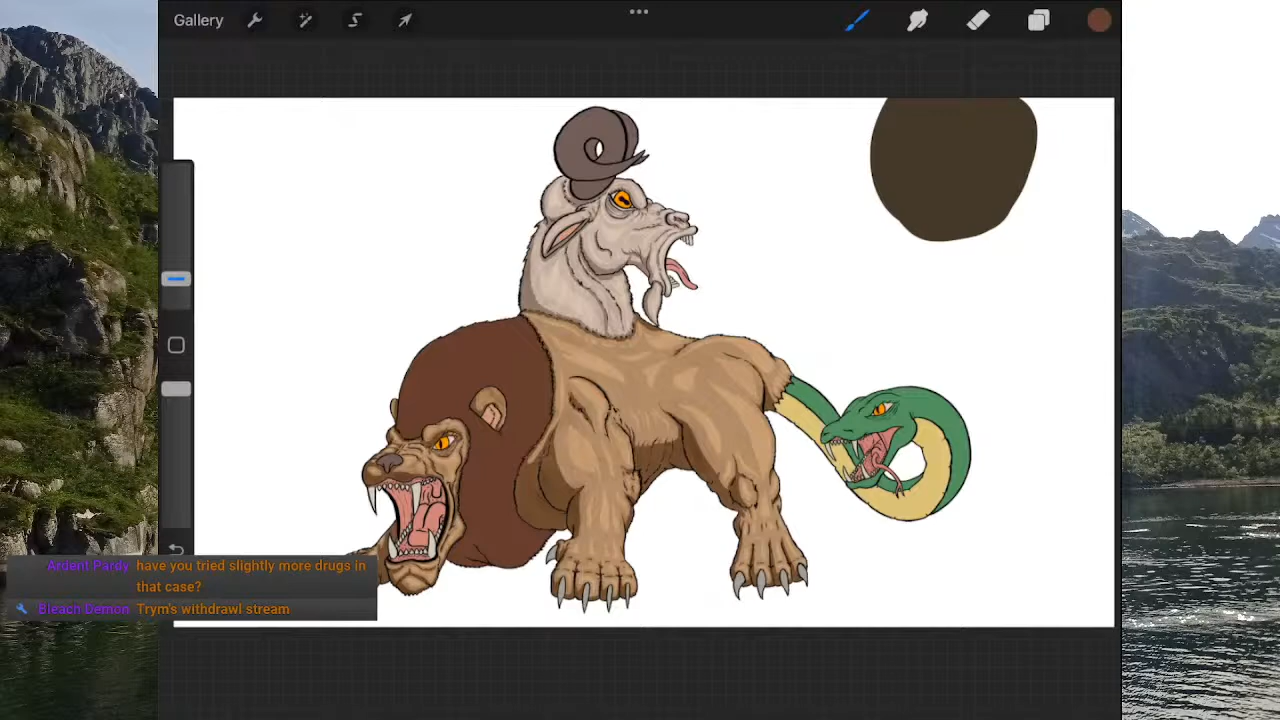 Gallery
Ardent Pardy have you tried slightly more drugs in
that case?
Bleach Demon Trym's withdrawl stream